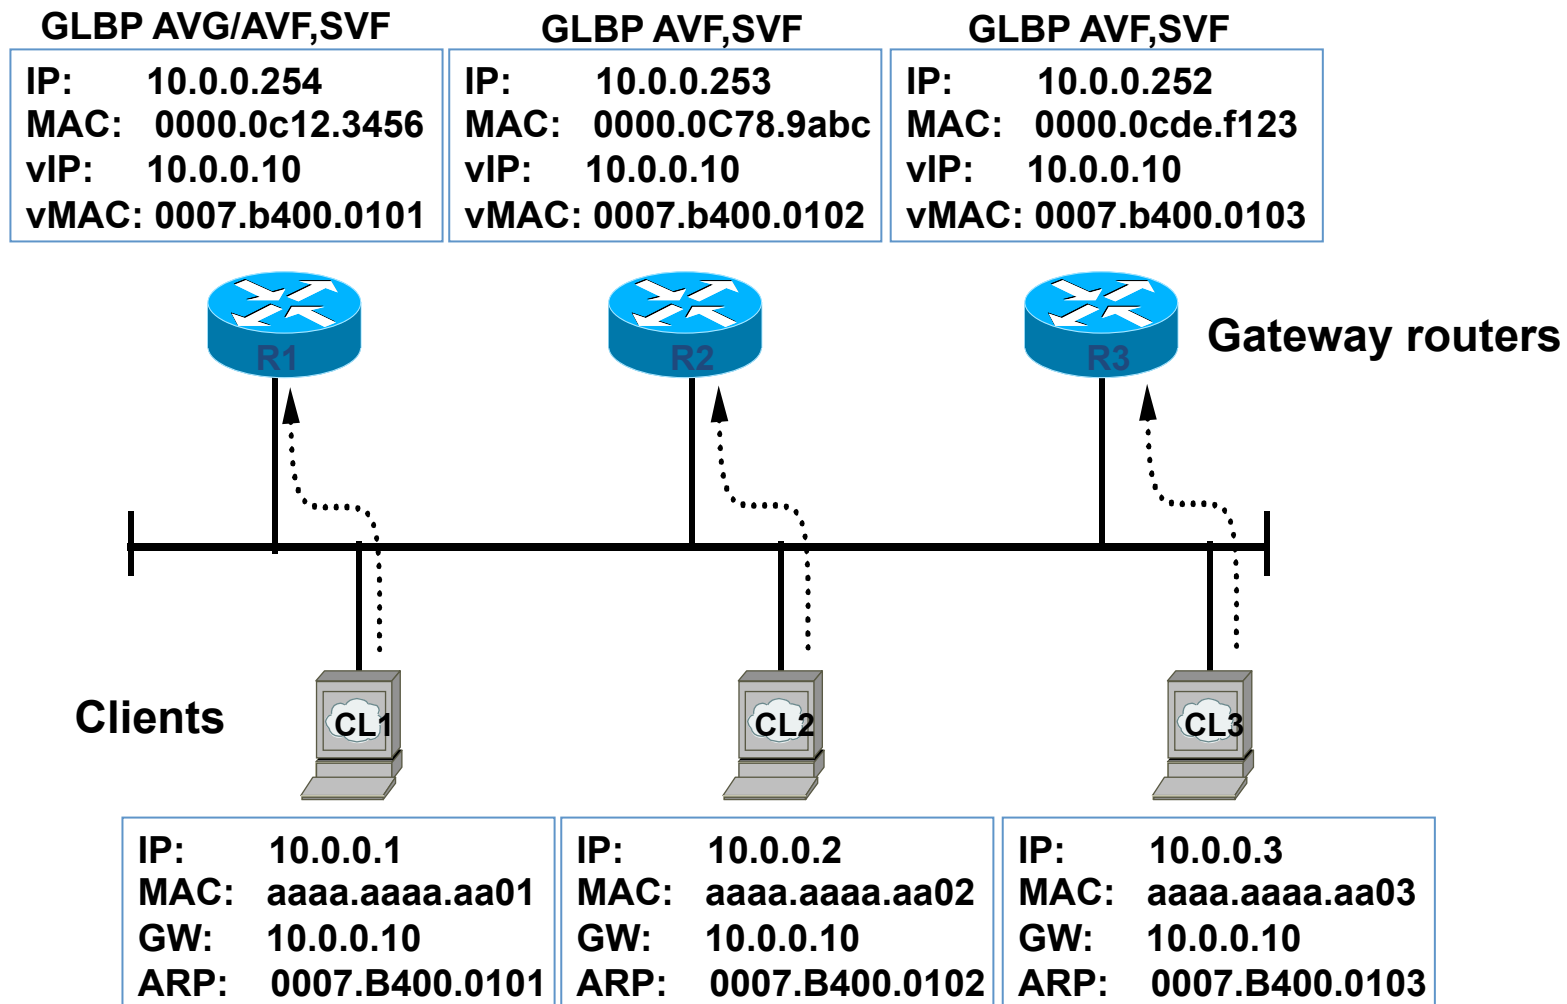 GLBP AVG/AVF,SVF
IP: 10.0.0.254
MAC: 0000.0c12.3456
vIP: 10.0.0.10
vMAC: 0007.b400.0101
GLBP AVF,SVF
IP: 10.0.0.253
MAC: 0000.0C78.9abc
vIP: 10.0.0.10
vMAC: 0007.b400.0102
GLBP AVF,SVF
IP: 10.0.0.252
MAC: 0000.0cde.f123
vIP: 10.0.0.10
vMAC: 0007.b400.0103
R1
R2
R3
Gateway routers
Clients
CL1
CL2
CL3
IP: 10.0.0.1
MAC: aaaa.aaaa.aa01
GW: 10.0.0.10
ARP: 0007.B400.0101
IP: 10.0.0.2
MAC: aaaa.aaaa.aa02
GW: 10.0.0.10
ARP: 0007.B400.0102
IP: 10.0.0.3
MAC: aaaa.aaaa.aa03
GW: 10.0.0.10
ARP: 0007.B400.0103